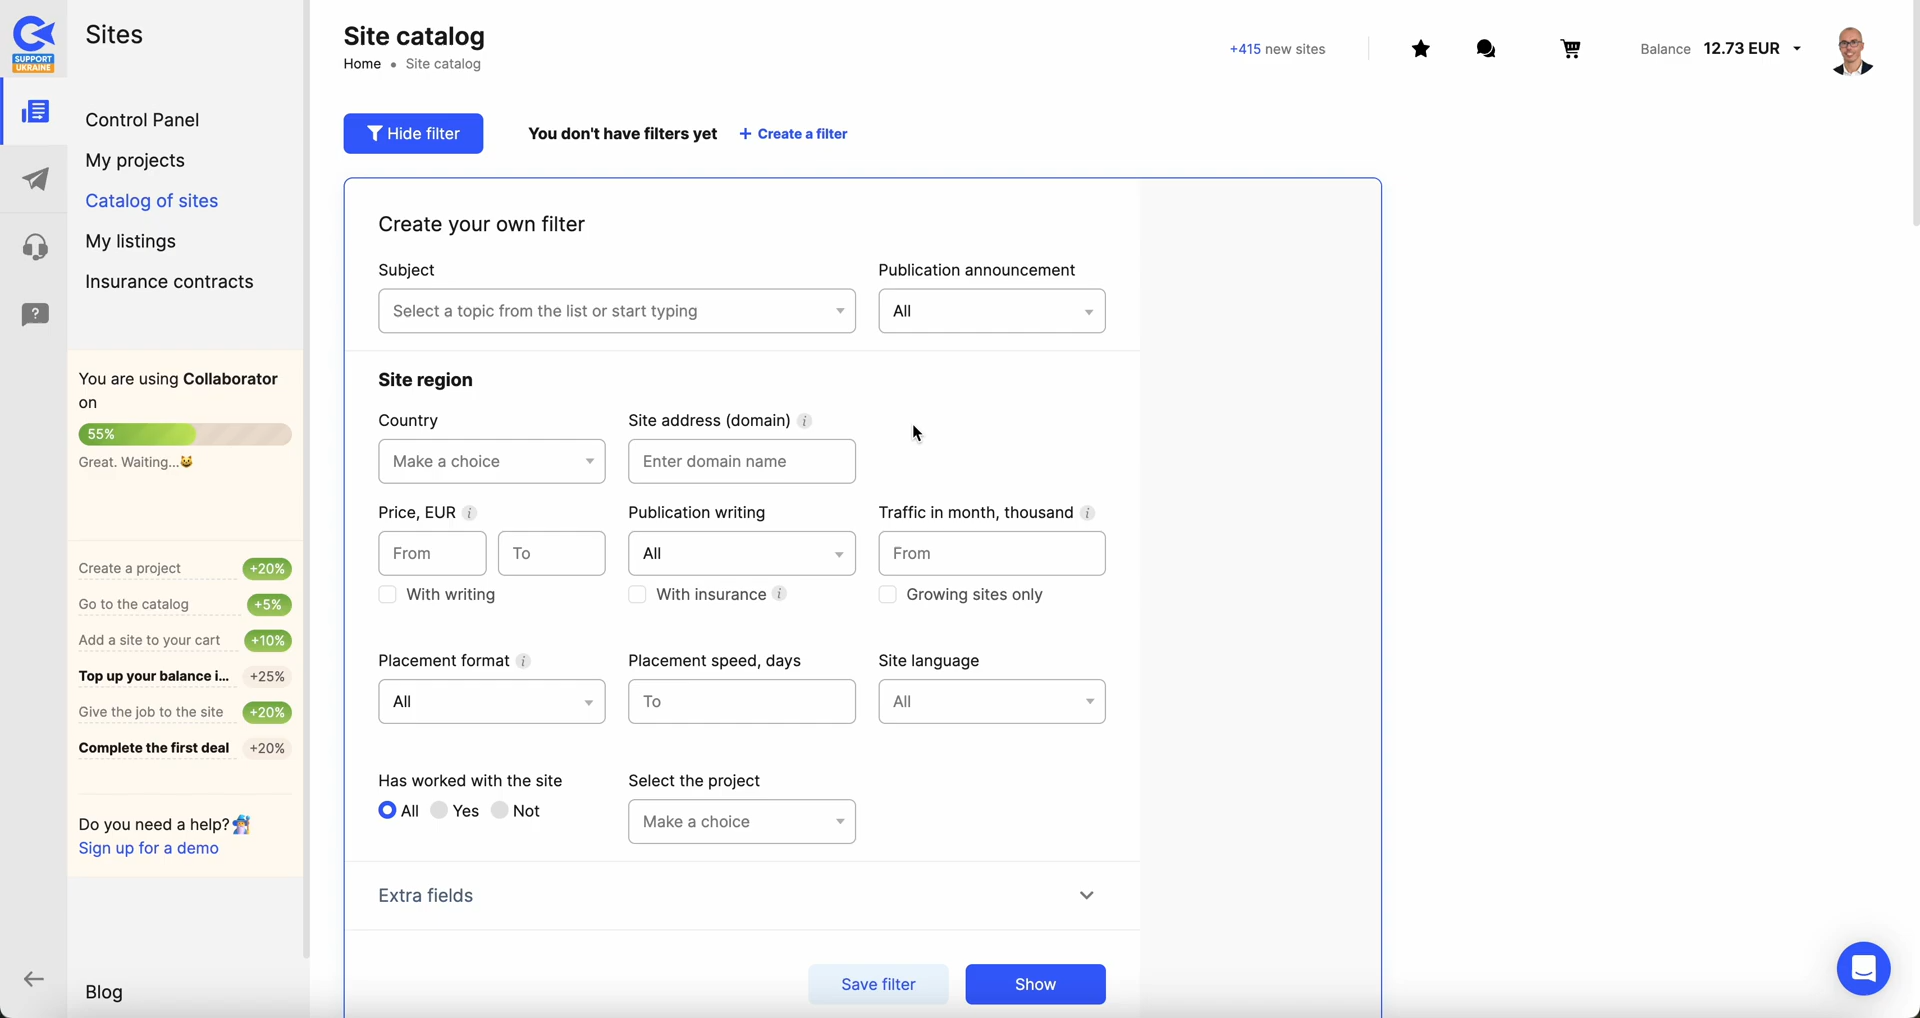 SUPPORT
UKRAINE
Sites
Control Panel
My projects
Catalog of sites
My listings
Insurance contracts
You are using Collaborator
on
55%
Great. Waiting...
Create a project +20%
Go to the catalog +5%
Add a site to your cart +10%
Top up your balance i... +25%
Give the job to the site +20%
Complete the first deal +20%
Do you need a help?
Sign up for a demo
Blog
Site catalog
Home • Site catalog
+415 new sites
Balance 12.73 EUR
Hide filter
You don't have filters yet
+ Create a filter
Create your own filter
Subject
Select a topic from the list or start typing
Publication announcement
All
Site region
Country
Make a choice
Site address (domain) i
Enter domain name
Price, EUR i
From
To
With writing
Publication writing
All
With insurance i
Traffic in month, thousand i
From
Growing sites only
Placement format i
All
Placement speed, days
To
Site language
All
Has worked with the site
All Yes Not
Select the project
Make a choice
Extra fields
Save filter
Show